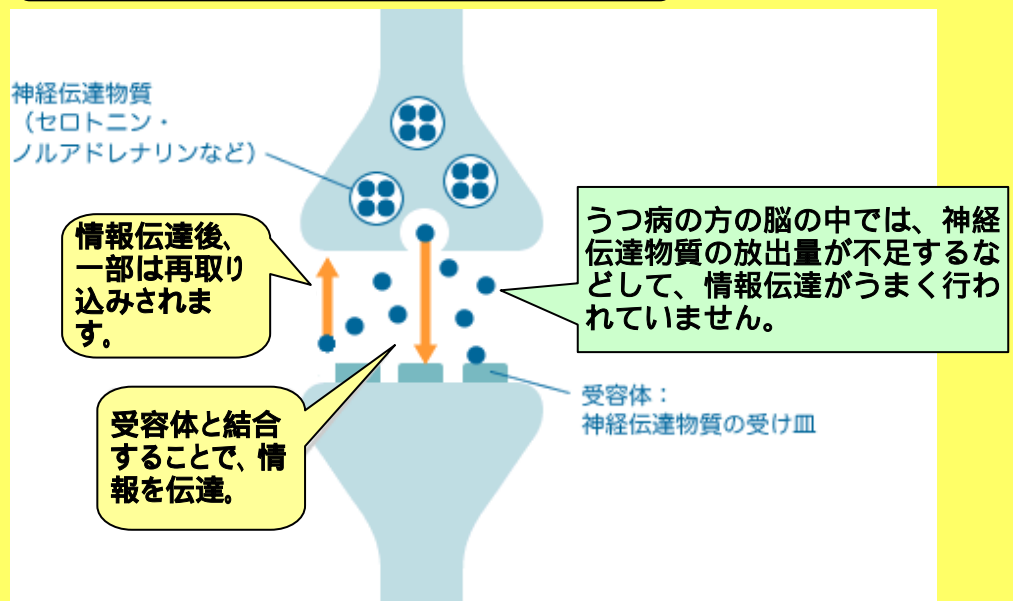 神経伝達物質
（セロトニン・
ノルアドレナリンなど）
情報伝達後、
一部は再取り
込みされま
す。
うつ病の方の脳の中では、神経
伝達物質の放出量が不足するな
どして、情報伝達がうまく行わ
れていません。
受容体：
神経伝達物質の受け皿
受容体と結合
することで、情
報を伝達。